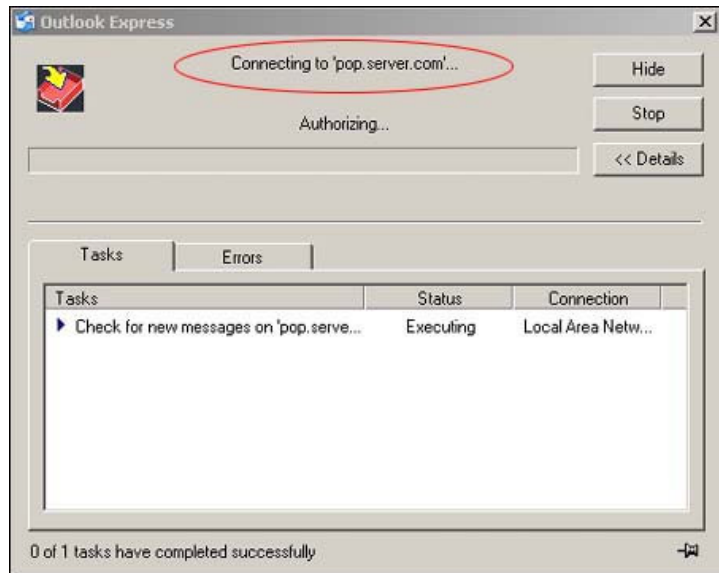 Outlook Express
Connecting to 'pop.server.com'...
Hide
Authorizing...
Stop
<< Details
Tasks Errors
Tasks Status Connection
Check for new messages on 'pop.serve... Executing Local Area Netw...
0 of 1 tasks have completed successfully